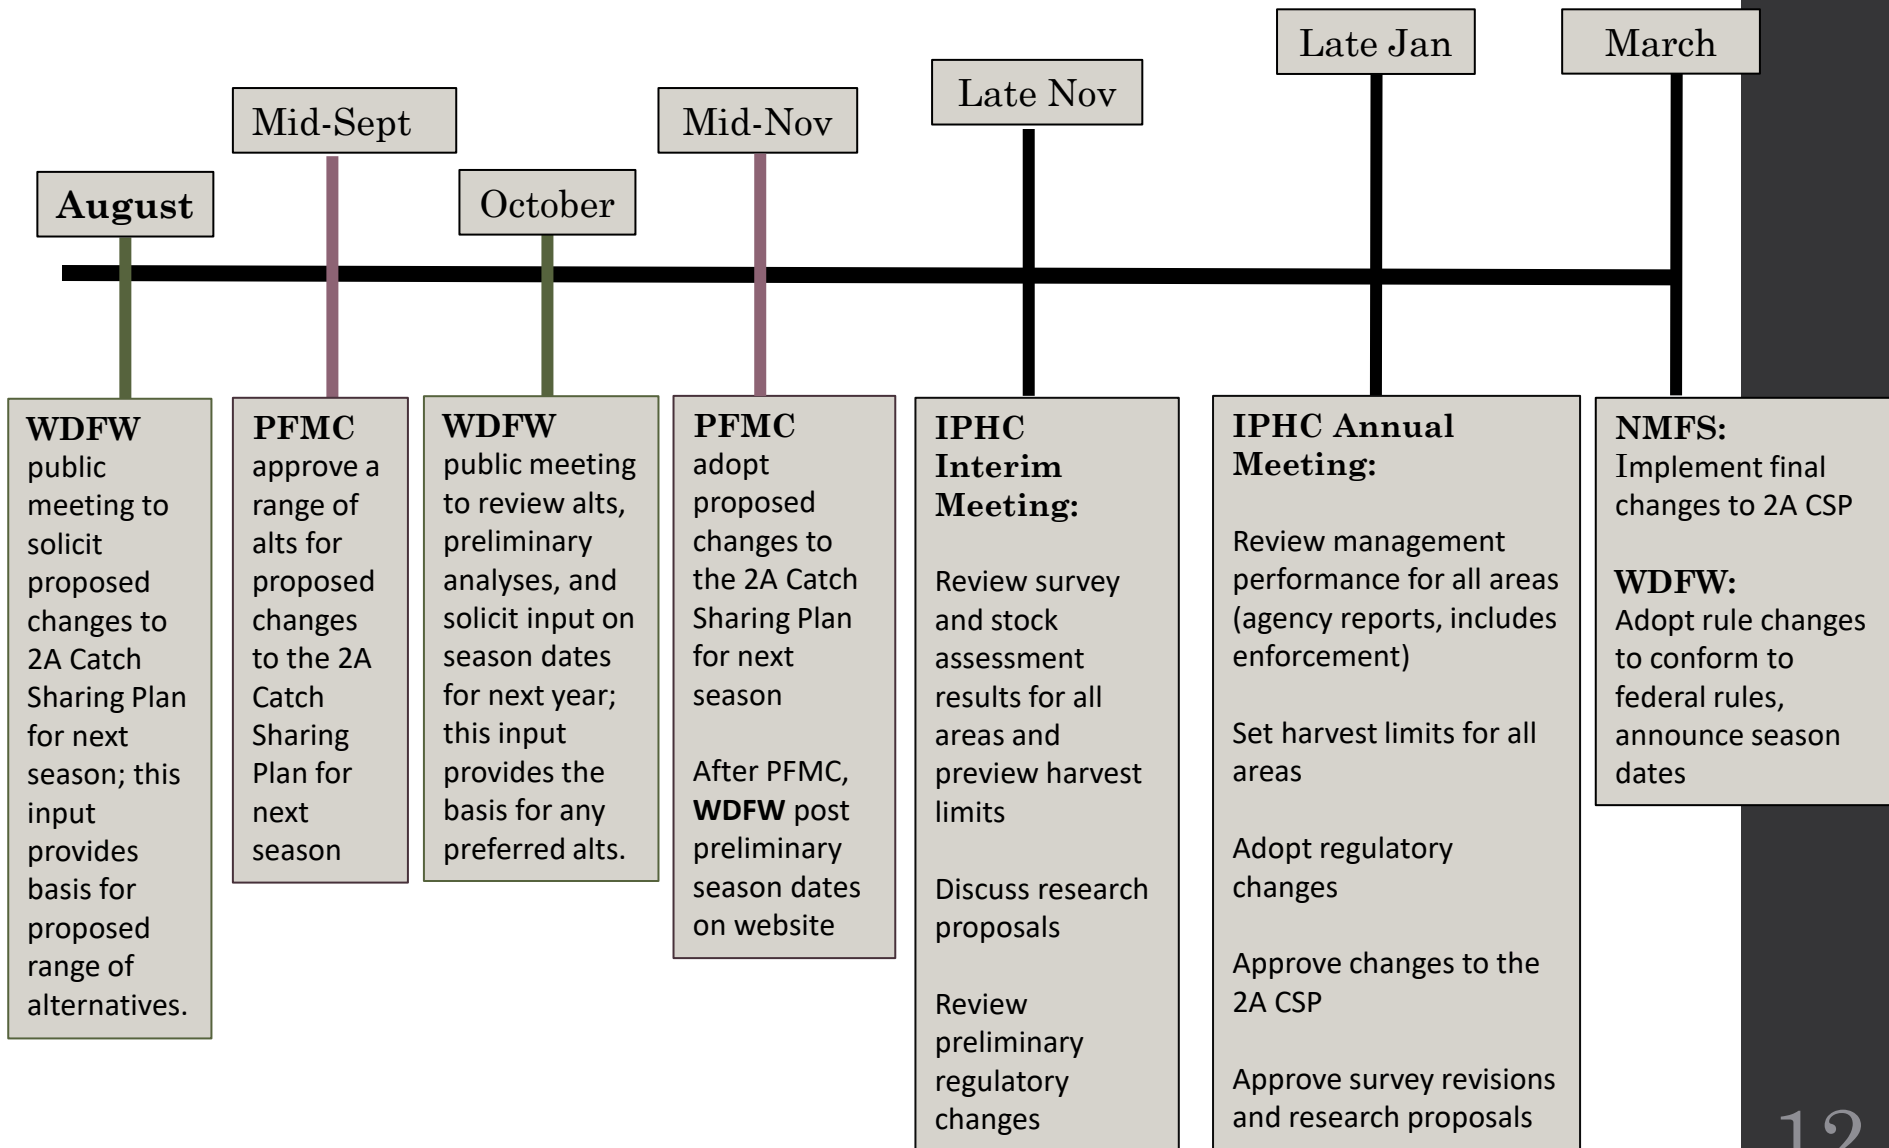 August
Mid-Sept
October
Mid-Nov
Late Nov
Late Jan
March
WDFW
public
meeting to
solicit
proposed
changes to
2A Catch
Sharing Plan
for next
season; this
input
provides
basis for
proposed
range of
alternatives.
PFMC
approve a
range of
alts for
proposed
changes
to the 2A
Catch
Sharing
Plan for
next
season
WDFW
public meeting
to review alts,
preliminary
analyses, and
solicit input on
season dates
for next year;
this input
provides the
basis for any
preferred alts.
PFMC
adopt
proposed
changes to
the 2A Catch
Sharing Plan
for next
season
After PFMC,
WDFW post
preliminary
season dates
on website
IPHC
Interim
Meeting:
Review survey
and stock
assessment
results for all
areas and
preview harvest
limits
Discuss research
proposals
Review
preliminary
regulatory
changes
IPHC Annual
Meeting:
Review management
performance for all areas
(agency reports, includes
enforcement)
Set harvest limits for all
areas
Adopt regulatory
changes
Approve changes to the
2A CSP
Approve survey revisions
and research proposals
NMFS:
Implement final
changes to 2A CSP
WDFW:
Adopt rule changes
to conform to
federal rules,
announce season
dates
12